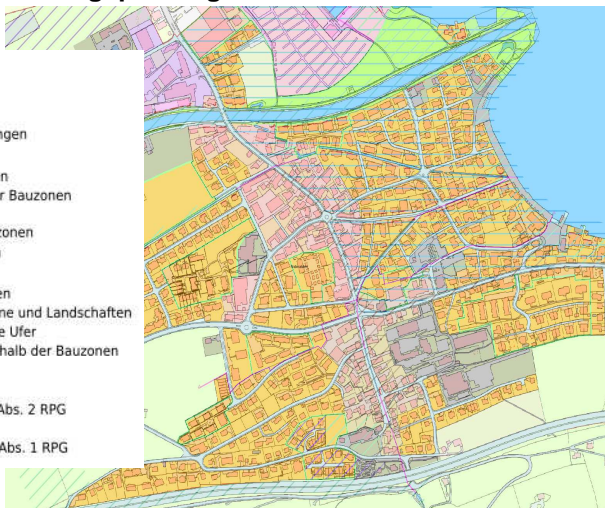 ngen
n
r Bauzonen
zonen
n
en
ne und Landschaften
e Ufer
halb der Bauzonen
Abs. 2 RPG
Abs. 1 RPG